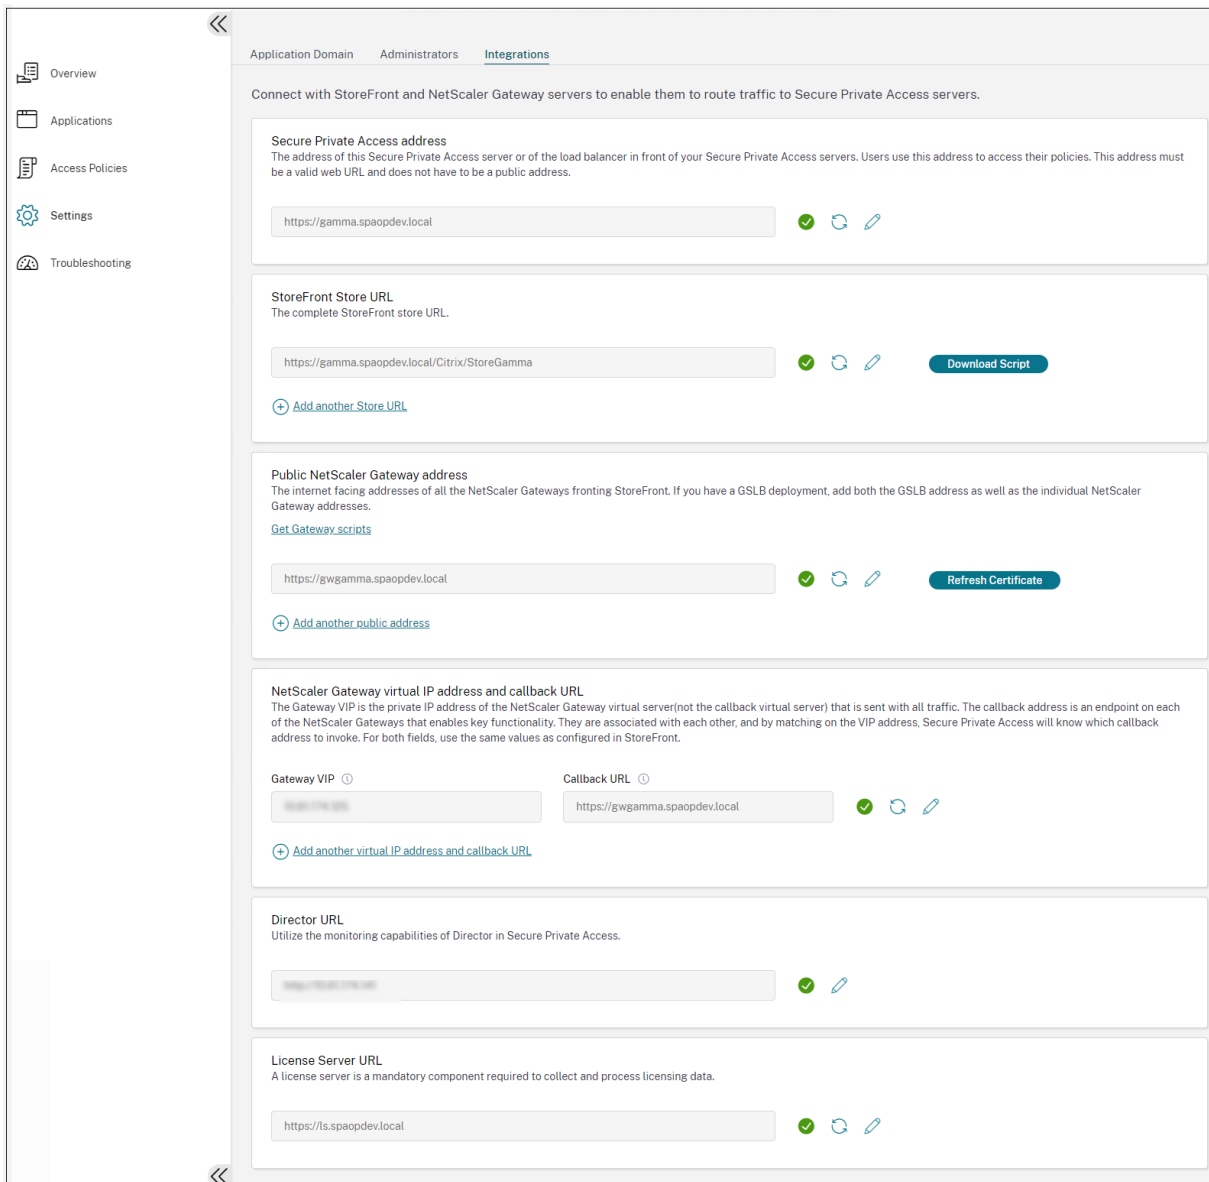 Overview
Applications
Access Policies
Settings
Troubleshooting
Application Domain Administrators Integrations
Connect with StoreFront and NetScaler Gateway servers to enable them to route traffic to Secure Private Access servers.
Secure Private Access address
The address of this Secure Private Access server or of the load balancer in front of your Secure Private Access servers. Users use this address to access their policies. This address must
be a valid web URL and does not have to be a public address.
https://gamma.spaopdev.local
StoreFront Store URL
The complete StoreFront store URL.
https://gamma.spaopdev.local/Citrix/StoreGamma
Download Script
Add another Store URL
Public NetScaler Gateway address
The internet facing addresses of all the NetScaler Gateways fronting StoreFront. If you have a GSLB deployment, add both the GSLB address as well as the individual NetScaler
Gateway addresses.
Get Gateway scripts
https://gwgamma.spaopdev.local
Refresh Certificate
Add another public address
NetScaler Gateway virtual IP address and callback URL
The Gateway VIP is the private IP address of the NetScaler Gateway virtual server(not the callback virtual server) that is sent with all traffic. The callback address is an endpoint on each
of the NetScaler Gateways that enables key functionality. They are associated with each other, and by matching on the VIP address, Secure Private Access will know which callback
address to invoke. For both fields, use the same values as configured in StoreFront.
Gateway VIP Callback URL
https://gwgamma.spaopdev.local
Add another virtual IP address and callback URL
Director URL
Utilize the monitoring capabilities of Director in Secure Private Access.
License Server URL
A license server is a mandatory component required to collect and process licensing data.
https://ls.spaopdev.local